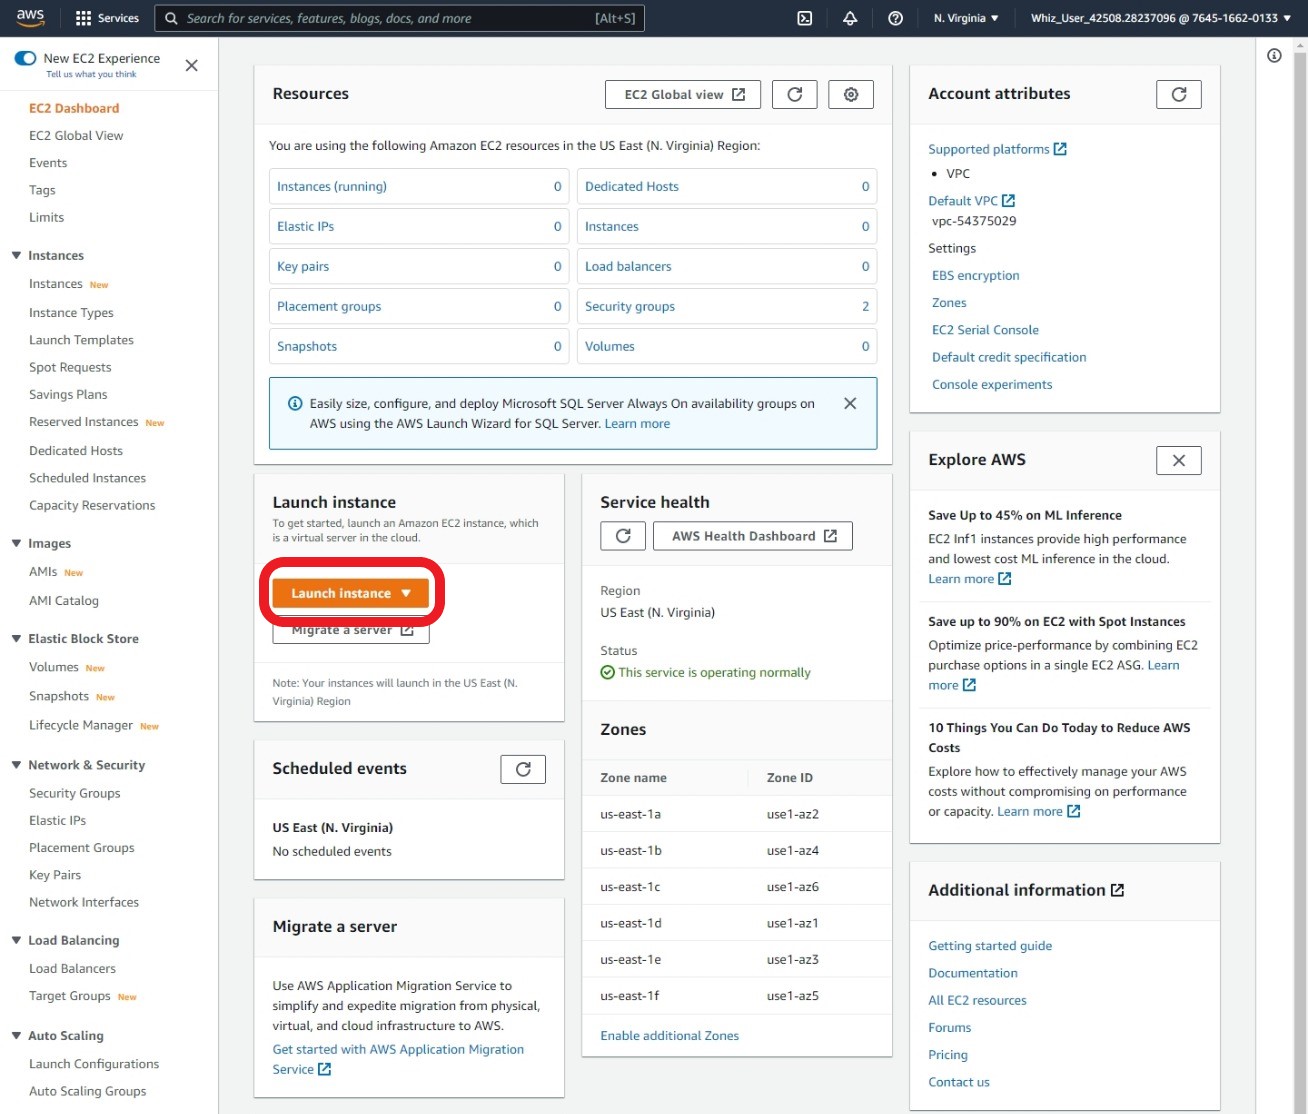 aws
Services
Search for services, features, blogs, docs, and more
[Alt+S]
N. Virginia ▼
Whiz_User_42508.28237096 @ 7645-1662-0133 ▼
New EC2 Experience
Tell us what you think
EC2 Dashboard
EC2 Global View
Events
Tags
Limits
Instances
Instances New
Instance Types
Launch Templates
Spot Requests
Savings Plans
Reserved Instances New
Dedicated Hosts
Scheduled Instances
Capacity Reservations
Images
AMIs New
AMI Catalog
Elastic Block Store
Volumes New
Snapshots New
Lifecycle Manager New
Network & Security
Security Groups
Elastic IPs
Placement Groups
Key Pairs
Network Interfaces
Load Balancing
Load Balancers
Target Groups New
Auto Scaling
Launch Configurations
Auto Scaling Groups
Resources
EC2 Global view
You are using the following Amazon EC2 resources in the US East (N. Virginia) Region:
Instances (running) 0
Dedicated Hosts 0
Elastic IPs 0
Instances 0
Key pairs 0
Load balancers 0
Placement groups 0
Security groups 2
Snapshots 0
Volumes 0
Easily size, configure, and deploy Microsoft SQL Server Always On availability groups on
AWS using the AWS Launch Wizard for SQL Server. Learn more
Launch instance
To get started, launch an Amazon EC2 instance, which
is a virtual server in the cloud.
Launch instance ▼
Migrate a server
Note: Your instances will launch in the US East (N.
Virginia) Region
Scheduled events
US East (N. Virginia)
No scheduled events
Migrate a server
Use AWS Application Migration Service to
simplify and expedite migration from physical,
virtual, and cloud infrastructure to AWS.
Get started with AWS Application Migration
Service
Service health
AWS Health Dashboard
Region
US East (N. Virginia)
Status
This service is operating normally
Zones
Zone name Zone ID
us-east-1a use1-az2
us-east-1b use1-az4
us-east-1c use1-az6
us-east-1d use1-az1
us-east-1e use1-az3
us-east-1f use1-az5
Enable additional Zones
Account attributes
Supported platforms
• VPC
Default VPC
vpc-54375029
Settings
EBS encryption
Zones
EC2 Serial Console
Default credit specification
Console experiments
Explore AWS
Save Up to 45% on ML Inference
EC2 Inf1 instances provide high performance
and lowest cost ML inference in the cloud.
Learn more
Save up to 90% on EC2 with Spot Instances
Optimize price-performance by combining EC2
purchase options in a single EC2 ASG. Learn
more
10 Things You Can Do Today to Reduce AWS
Costs
Explore how to effectively manage your AWS
costs without compromising on performance
or capacity. Learn more
Additional information
Getting started guide
Documentation
All EC2 resources
Forums
Pricing
Contact us